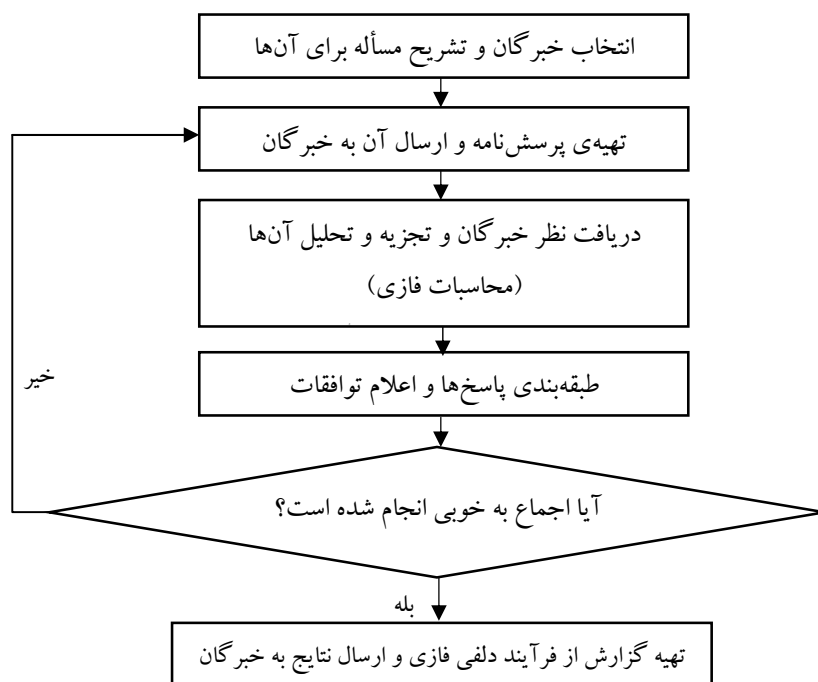 انتخاب خبرگان و تشریح مسأله برای آن‌ها
تهیه‌ی پرسش‌نامه و ارسال آن به خبرگان
دریافت نظر خبرگان و تجزیه و تحلیل آن‌ها
(محاسبات فازی)
طبقه‌بندی پاسخ‌ها و اعلام توافقات
خیر
آیا اجماع به خوبی انجام شده است؟
بله
تهیه گزارش از فرآیند دلفی فازی و ارسال نتایج به خبرگان